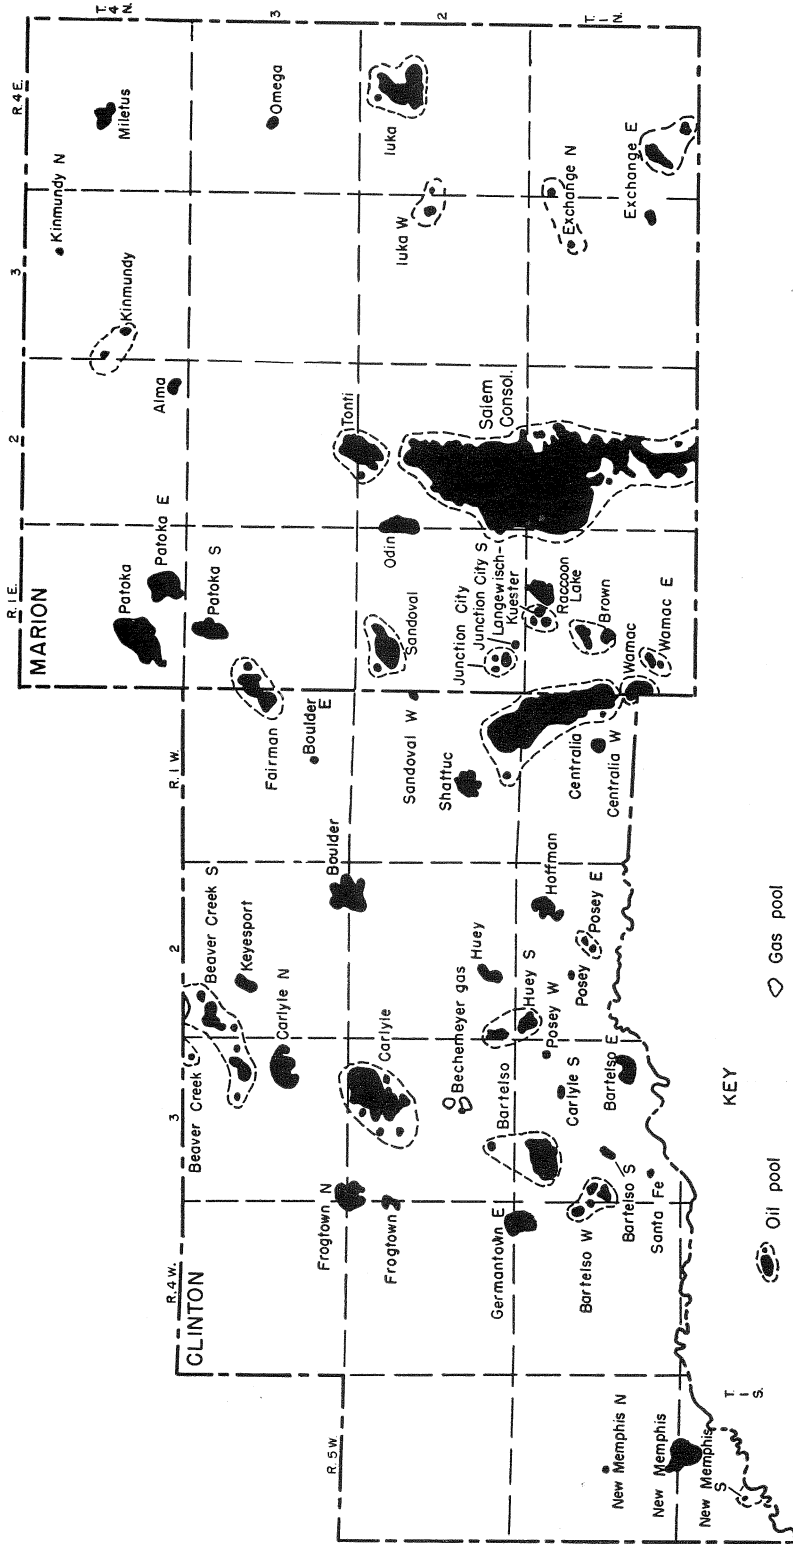 R. 4 W.
3
2
R. 1 W.
R. 1 E.
2
3
R. 4 E.
T.
4
N.
3
2
T.
1
N.
R. 5 W.
T.
1
S.
CLINTON
MARION
Beaver Creek
Beaver Creek S
Keyesport
Carlyle N
Frogtown N
Frogtown
Carlyle
Boulder
Boulder
E
Fairman
Patoka
Patoka E
Patoka S
Alma
Kinmundy
Kinmundy N
Miletus
Omega
Tonti
Odin
Sandoval
Sandoval W
Shattuc
Iuka
Iuka W
Salem
Consol.
Junction City
Junction City S
Langewisch-
Kuester
Raccoon
Lake
Brown
Wamac
Wamac E
Centralia
Centralia W
Exchange N
Exchange E
Bechemeyer gas
Huey
Huey S
Hoffman
Posey W
Posey
Posey E
Bartelso
Carlyle S
Bartelso E
Germantown E
Bartelso W
Bartelso S
Santa Fe
New Memphis N
New Memphis
New Memphis
S
KEY
Oil pool
Gas pool